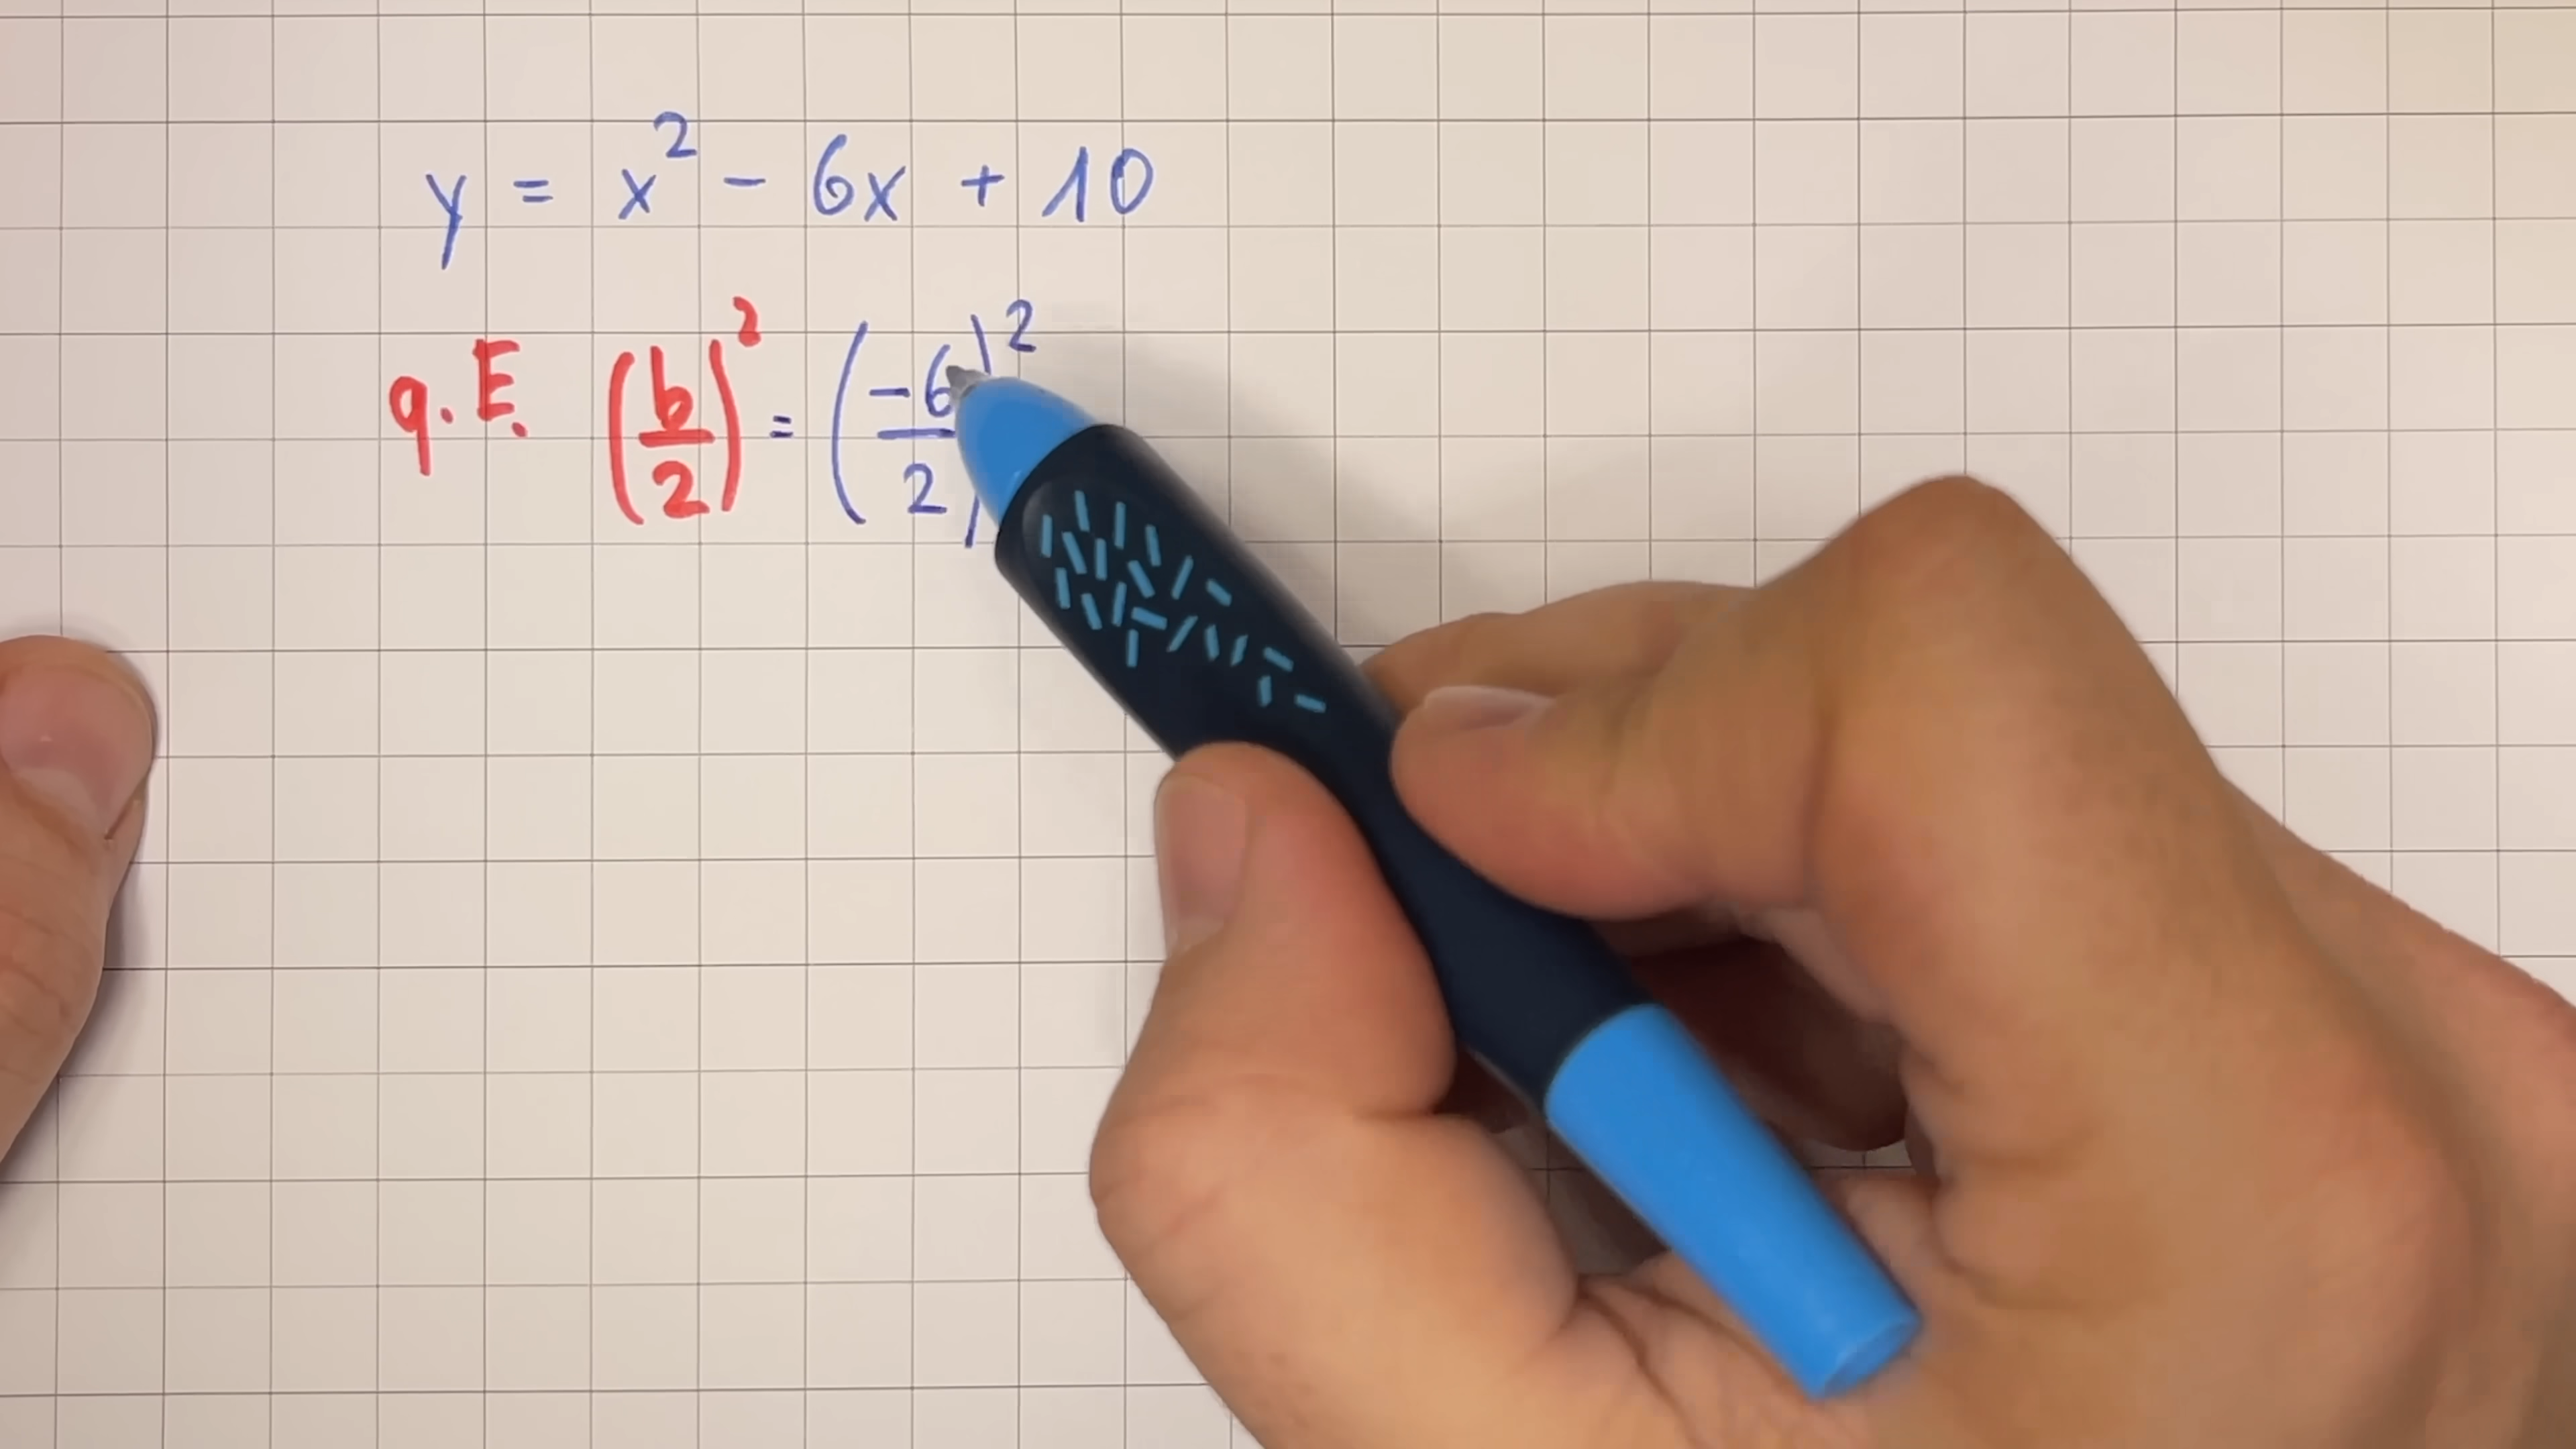 y = x² - 6x + 10
q.E. (b/2)² = (-6/2)²